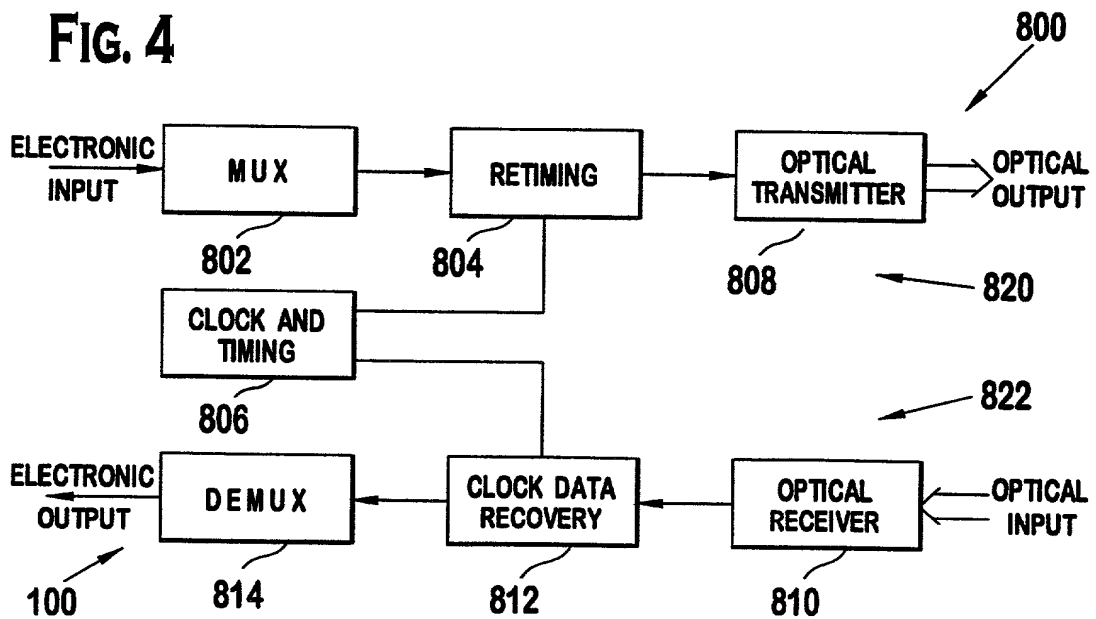 FIG. 4
800
ELECTRONIC
INPUT
MUX
RETIMING
OPTICAL
TRANSMITTER
OPTICAL
OUTPUT
802
804
808
820
CLOCK AND
TIMING
806
822
ELECTRONIC
OUTPUT
DEMUX
CLOCK DATA
RECOVERY
OPTICAL
RECEIVER
OPTICAL
INPUT
100
814
812
810